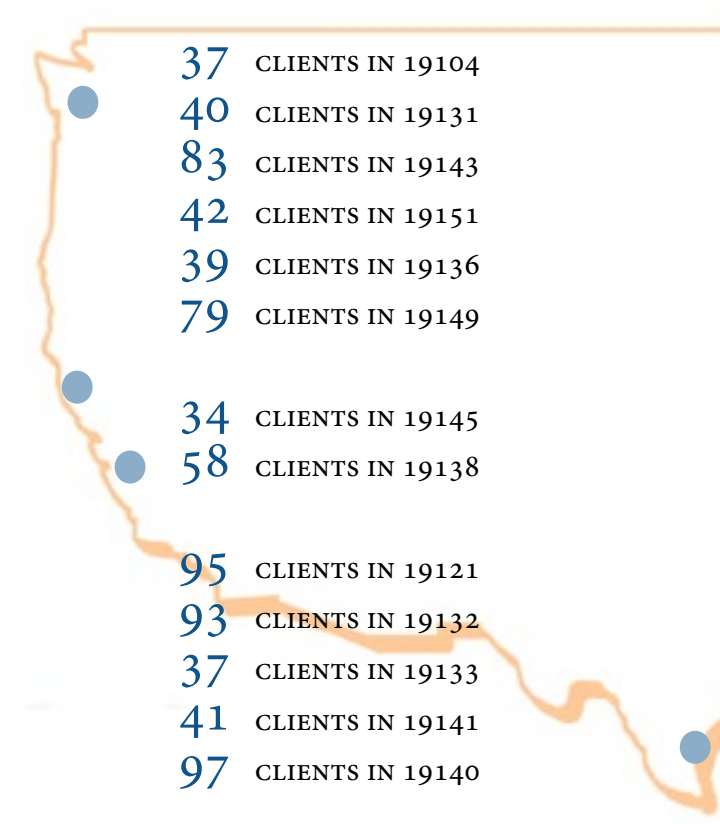 37 CLIENTS IN 19104
40 CLIENTS IN 19131
83 CLIENTS IN 19143
42 CLIENTS IN 19151
39 CLIENTS IN 19136
79 CLIENTS IN 19149
34 CLIENTS IN 19145
58 CLIENTS IN 19138
95 CLIENTS IN 19121
93 CLIENTS IN 19132
37 CLIENTS IN 19133
41 CLIENTS IN 19141
97 CLIENTS IN 19140